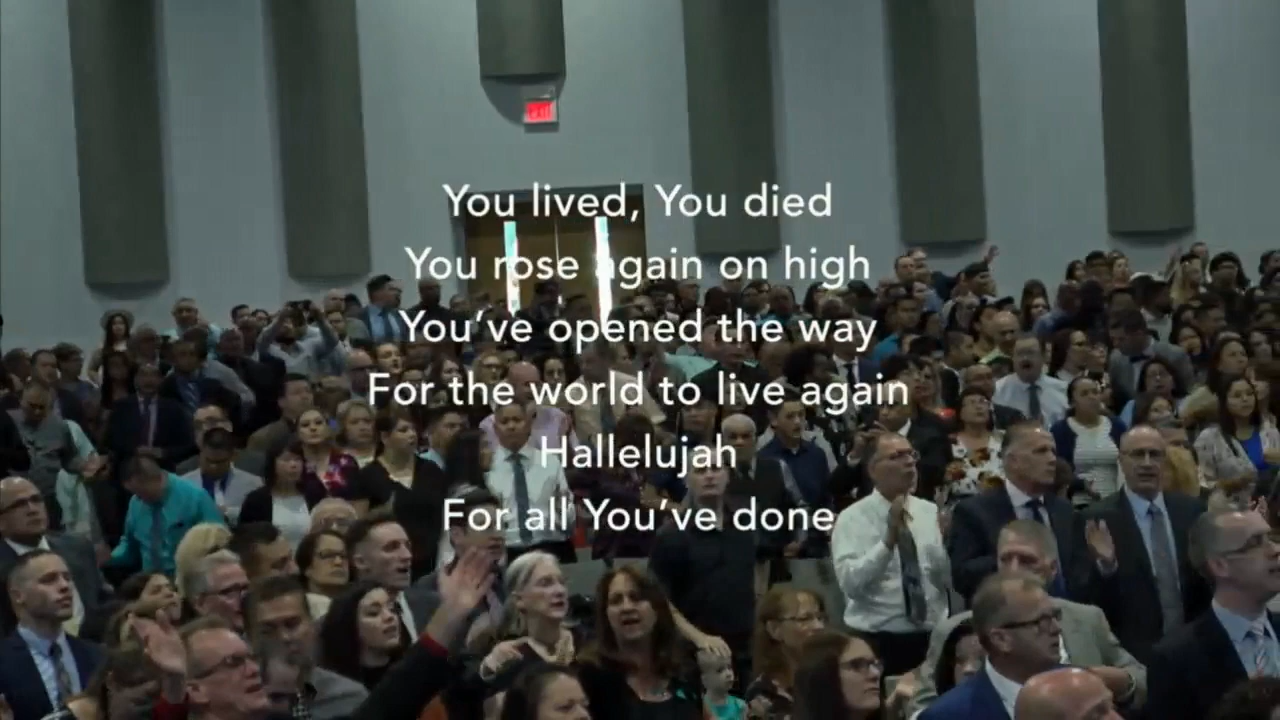 EXIT
You lived, You died
You rose again on high
You've opened the way
For the world to live again
Hallelujah
For all You've done